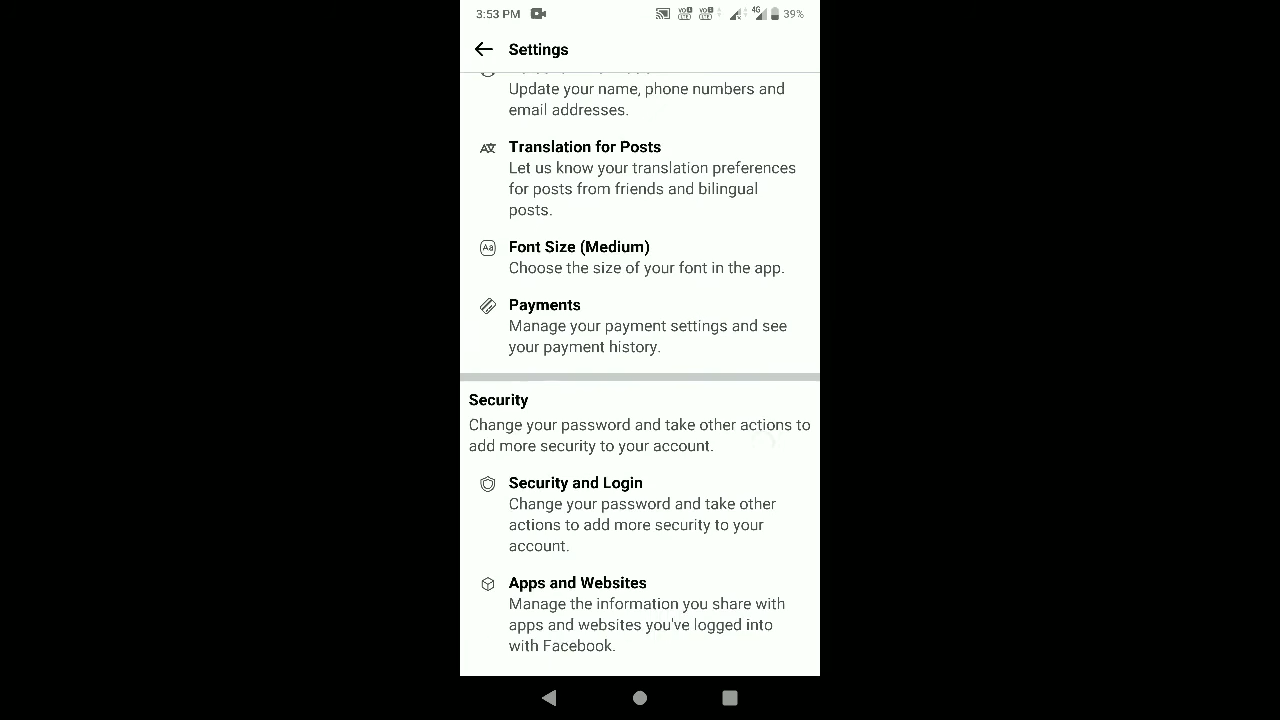 3:53 PM
4G
39%
Settings
Update your name, phone numbers and
email addresses.
Translation for Posts
Let us know your translation preferences
for posts from friends and bilingual
posts.
Font Size (Medium)
Aa
Choose the size of your font in the app.
Payments
Manage your payment settings and see
your payment history.
Security
Change your password and take other actions to
add more security to your account.
Security and Login
Change your password and take other
actions to add more security to your
account.
Apps and Websites
Manage the information you share with
apps and websites you've logged into
with Facebook.